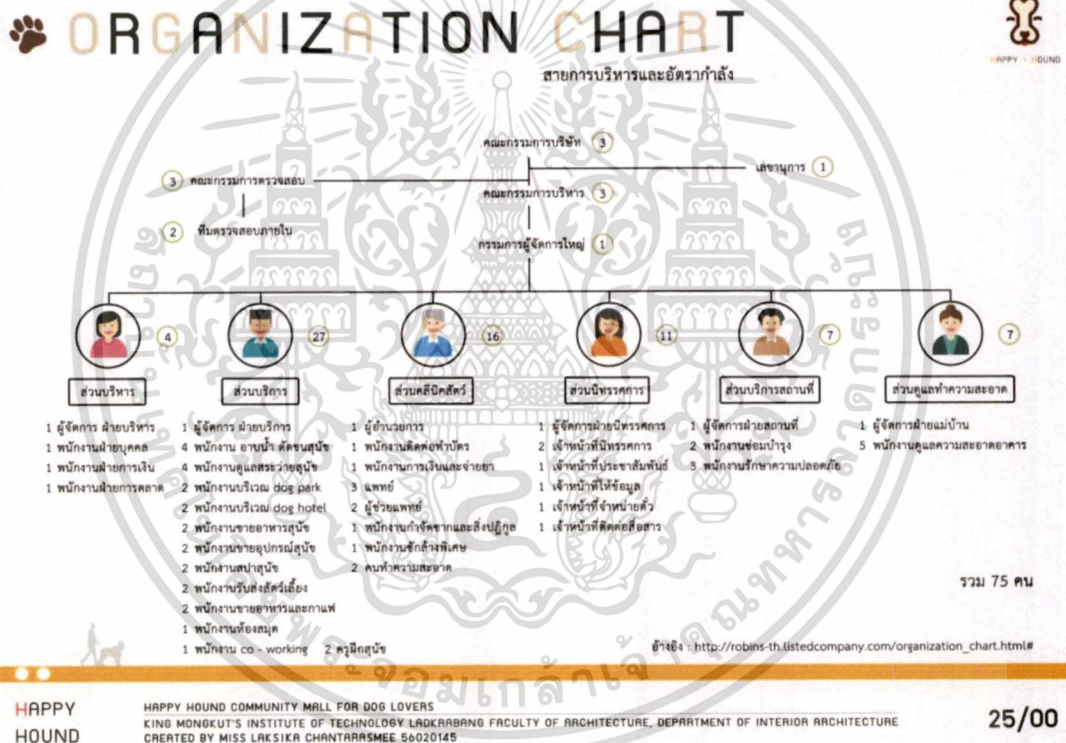 ORGANIZATION CHART
สายการบริหารและอัตรากำลัง
HAPPY · HOUND
คณะกรรมการบริษัท 3
เลขานุการ 1
3 คณะกรรมการตรวจสอบ
คณะกรรมการบริหาร 3
2 ทีมตรวจสอบภายใน
กรรมการผู้จัดการใหญ่ 1
4 27 16 11 7 7
ส่วนบริหาร
1 ผู้จัดการ ฝ่ายบริหาร
1 พนักงานฝ่ายบุคคล
1 พนักงานฝ่ายการเงิน
1 พนักงานฝ่ายการตลาด
ส่วนบริการ
1 ผู้จัดการ ฝ่ายบริการ
4 พนักงาน อาบน้ำ ตัดขนสุนัข
4 พนักงานดูแลสระว่ายสุนัข
2 พนักงานบริเวณ dog park
2 พนักงานบริเวณ dog hotel
2 พนักงานขายอาหารสุนัข
2 พนักงานขายอุปกรณ์สุนัข
2 พนักงานสปาสุนัข
2 พนักงานรับส่งสัตว์เลี้ยง
2 พนักงานขายอาหารและกาแฟ
1 พนักงานห้องสมุด
1 พนักงาน co - working 2 ครูฝึกสุนัข
ส่วนคลีนิคสัตว์
1 ผู้อำนวยการ
1 พนักงานติดต่อทำบัตร
1 พนักงานการเงินและจ่ายยา
3 แพทย์
2 ผู้ช่วยแพทย์
1 พนักงานกำจัดซากและสิ่งปฏิกูล
1 พนักงานซักล้างพิเศษ
2 คนทำความสะอาด
ส่วนนิทรรศการ
1 ผู้จัดการฝ่ายนิทรรศการ
2 เจ้าหน้าที่นิทรรศการ
1 เจ้าหน้าที่ประชาสัมพันธ์
1 เจ้าหน้าที่ให้ข้อมูล
1 เจ้าหน้าที่จำหน่ายตั๋ว
1 เจ้าหน้าที่ติดต่อสื่อสาร
ส่วนบริการสถานที่
1 ผู้จัดการฝ่ายสถานที่
2 พนักงานซ่อมบำรุง
3 พนักงานรักษาความปลอดภัย
ส่วนดูแลทำความสะอาด
1 ผู้จัดการฝ่ายแม่บ้าน
5 พนักงานดูแลความสะอาดอาคาร
รวม 75 คน
อ้างอิง : http://robins-th.listedcompany.com/organization_chart.html#
สถาบันเทคโนโลยีพระจอมเกล้าเจ้าคุณทหารลาดกระบัง
HAPPY
HOUND
HAPPY HOUND COMMUNITY MALL FOR DOG LOVERS
KING MONGKUT'S INSTITUTE OF TECHNOLOGY LADKRABANG FACULTY OF ARCHITECTURE, DEPARTMENT OF INTERIOR ARCHITECTURE
CREATED BY MISS LAKSIKA CHANTARASMEE 56020145
25/00